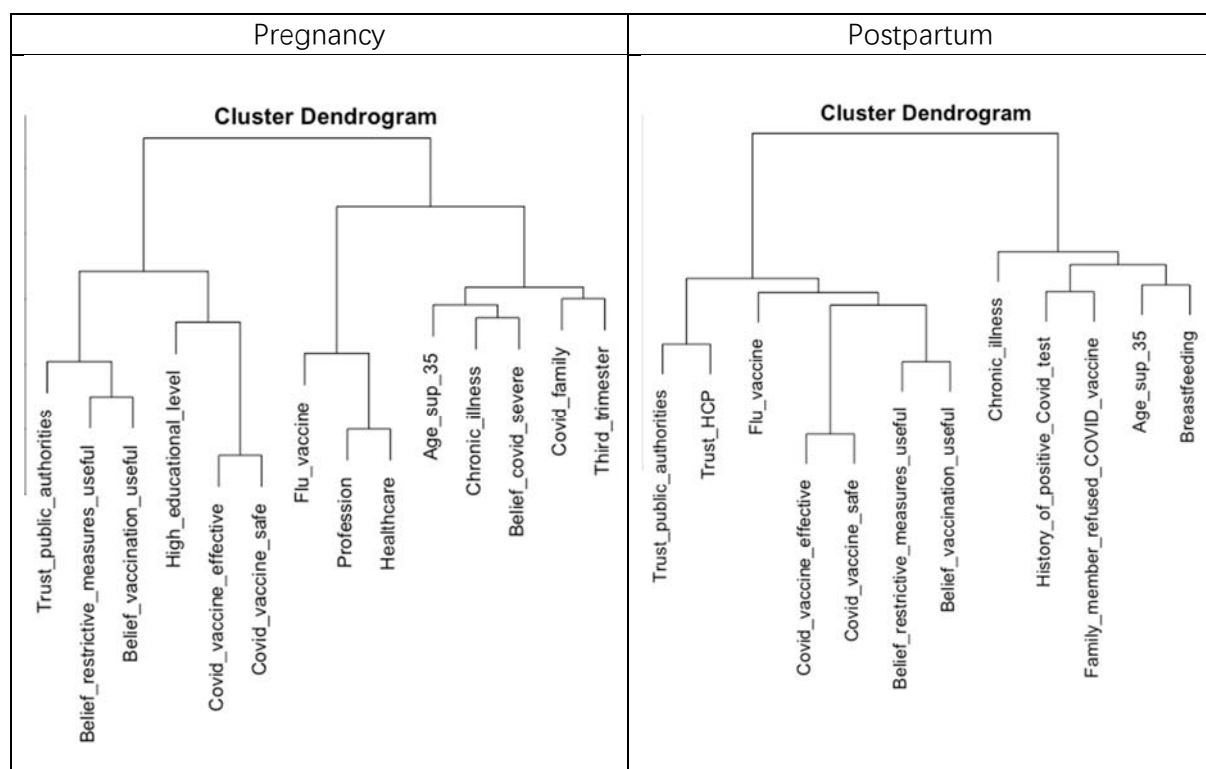 Pregnancy
Postpartum
Cluster Dendrogram
Trust_public_authorities
Belief_restrictive_measures_useful
Belief_vaccination_useful
High_educational_level
Covid_vaccine_effective
Covid_vaccine_safe
Flu_vaccine
Profession
Healthcare
Age_sup_35
Chronic_illness
Belief_covid_severe
Covid_family
Third_trimester
Cluster Dendrogram
Trust_public_authorities
Trust_HCP
Flu_vaccine
Covid_vaccine_effective
Covid_vaccine_safe
Belief_restrictive_measures_useful
Belief_vaccination_useful
Chronic_illness
History_of_positive_Covid_test
Family_member_refused_COVID_vaccine
Age_sup_35
Breastfeeding